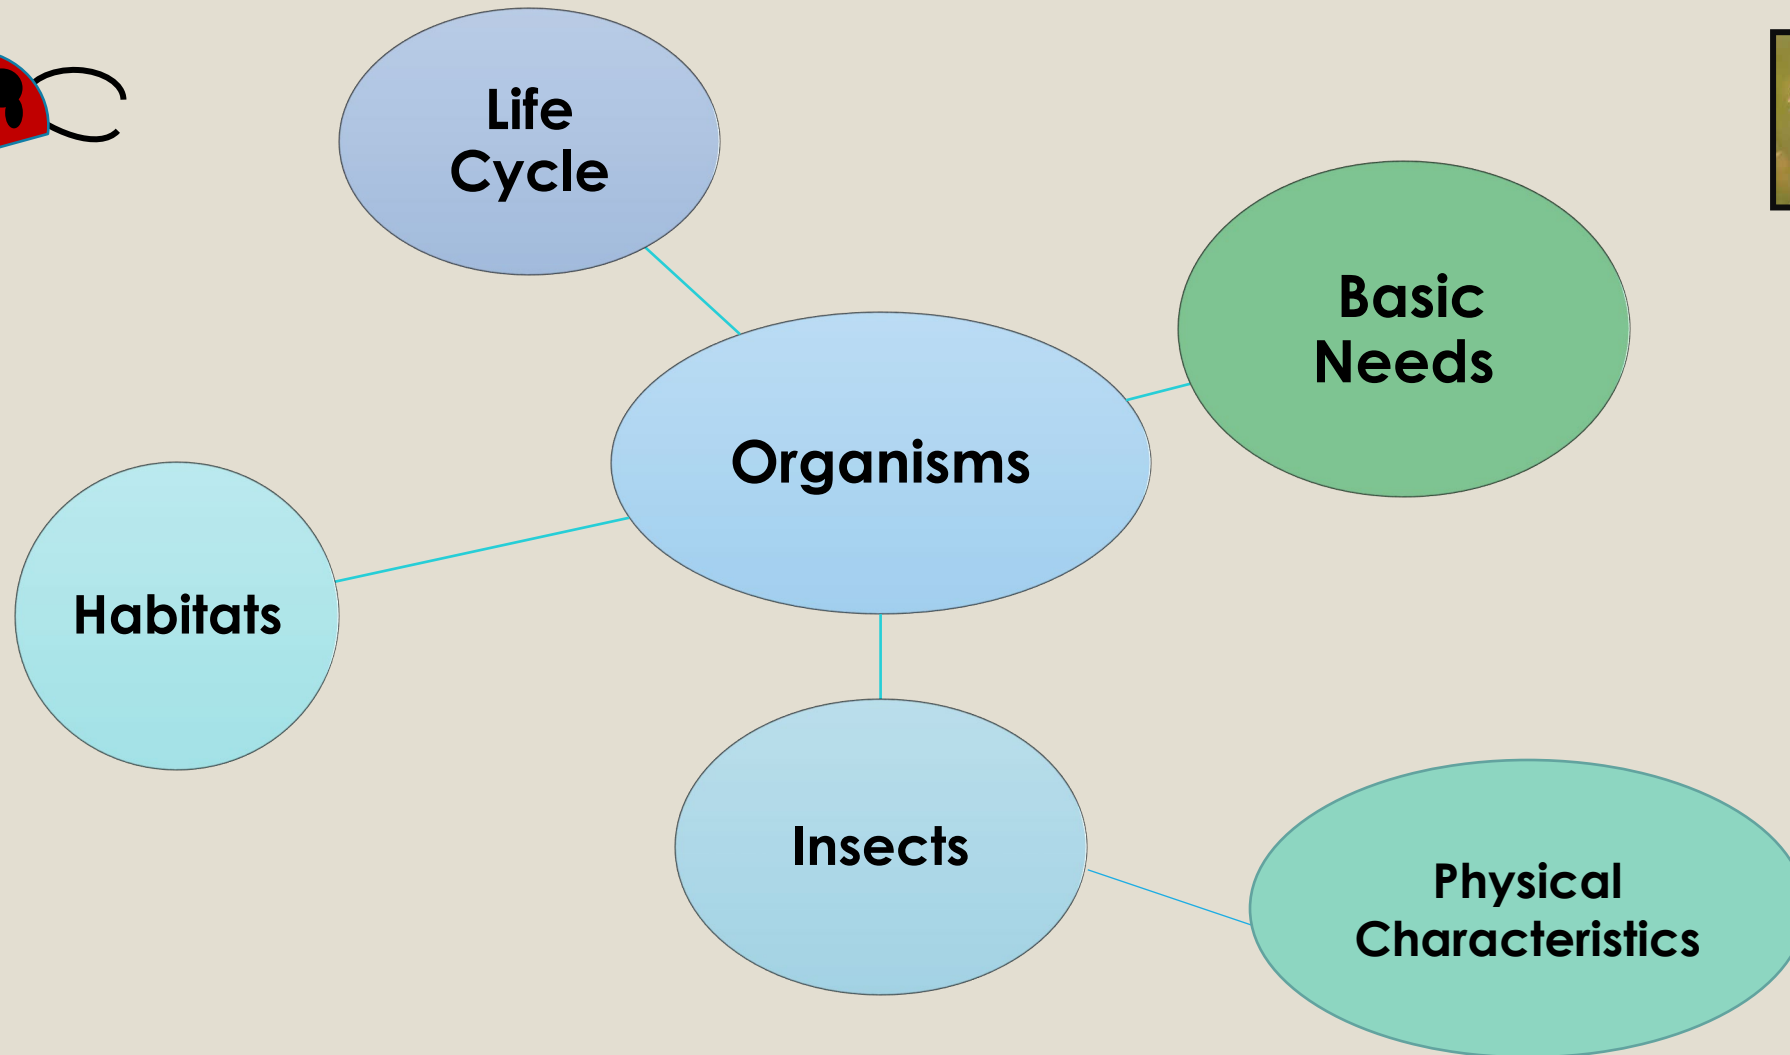 Life
Cycle
Basic
Needs
Organisms
Habitats
Insects
Physical
Characteristics